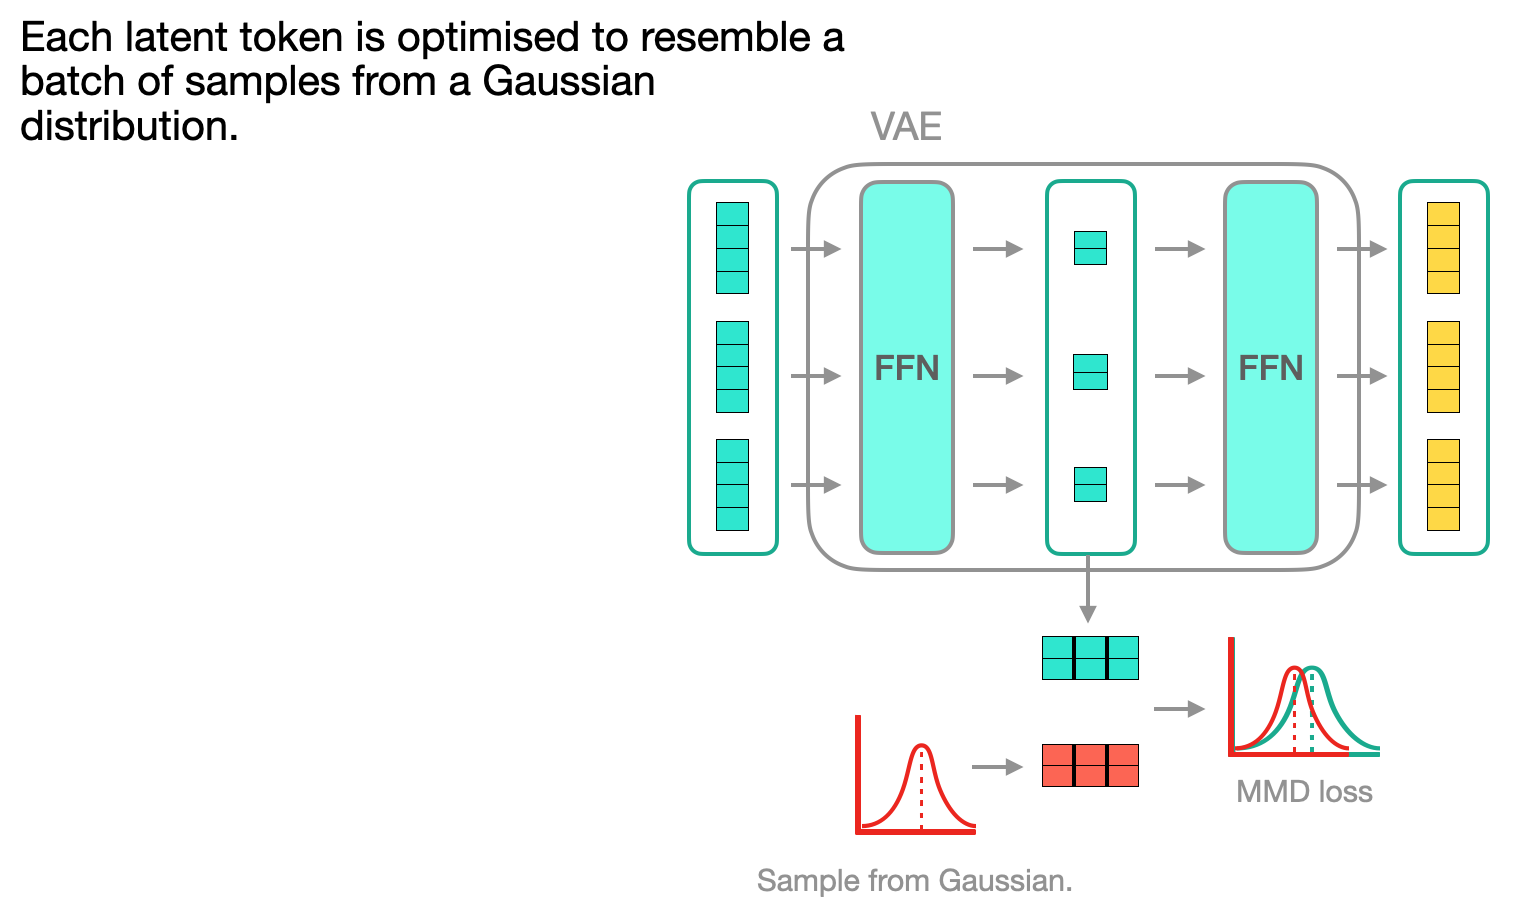 Each latent token is optimised to resemble a
batch of samples from a Gaussian
distribution.
VAE
FFN
FFN
MMD loss
Sample from Gaussian.